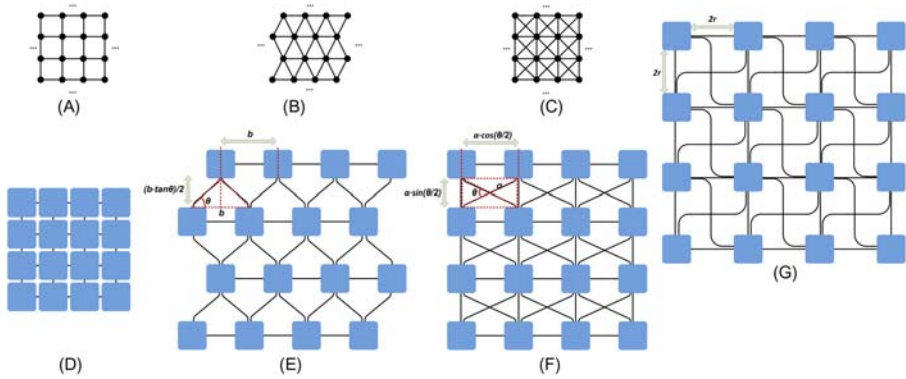 ... ... ... ...
... ... ... ...
... ... ... ...
(A)
(B)
(C)
2r
2r
(G)
b
(b·tanθ)/2
θ
b
α·cos(θ/2)
α·sin(θ/2)
θ
α
(D)
(E)
(F)